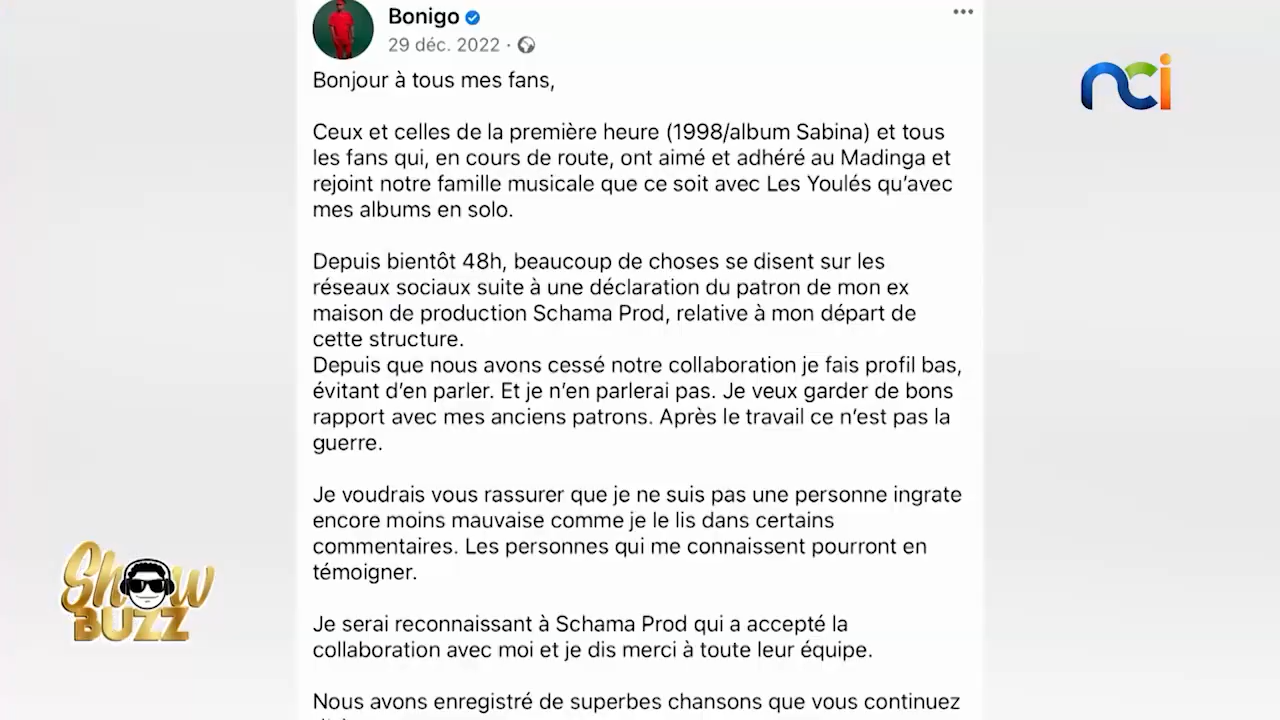 Bonigo
29 déc. 2022 ·
nci
Bonjour à tous mes fans,
Ceux et celles de la première heure (1998/album Sabina) et tous
les fans qui, en cours de route, ont aimé et adhéré au Madinga et
rejoint notre famille musicale que ce soit avec Les Youlés qu’avec
mes albums en solo.
Depuis bientôt 48h, beaucoup de choses se disent sur les
réseaux sociaux suite à une déclaration du patron de mon ex
maison de production Schama Prod, relative à mon départ de
cette structure.
Depuis que nous avons cessé notre collaboration je fais profil bas,
évitant d’en parler. Et je n’en parlerai pas. Je veux garder de bons
rapport avec mes anciens patrons. Après le travail ce n’est pas la
guerre.
Je voudrais vous rassurer que je ne suis pas une personne ingrate
encore moins mauvaise comme je le lis dans certains
commentaires. Les personnes qui me connaissent pourront en
témoigner.
Je serai reconnaissant à Schama Prod qui a accepté la
collaboration avec moi et je dis merci à toute leur équipe.
Nous avons enregistré de superbes chansons que vous continuez
Show
BUZZ